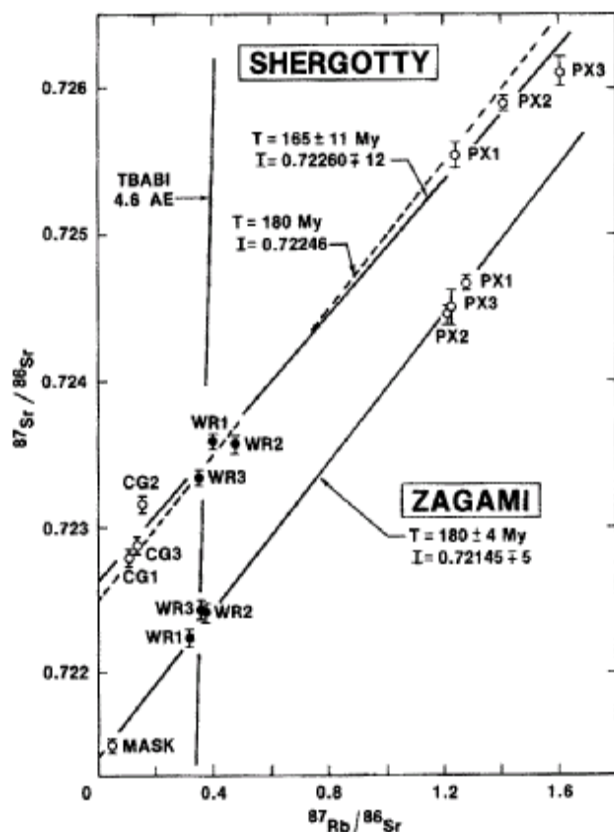 SHERGOTTY
0.726
PX3
PX2
T = 165 ± 11 My
I = 0.72260 ∓ 12
PX1
TBABI
4.6 AE
T = 180 My
I = 0.72246
0.725
PX1
PX3
PX2
87Sr/86Sr
0.724
WR1
WR2
WR3
ZAGAMI
CG2
T = 180 ± 4 My
I = 0.72145 ∓ 5
0.723
CG3
CG1
WR3
WR2
WR1
0.722
MASK
0
0.4
0.8
1.2
1.6
87Rb/86Sr